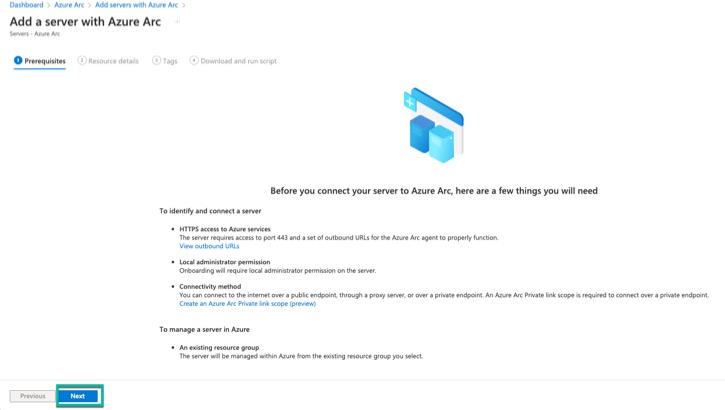 Dashboard > Azure Arc > Add servers with Azure Arc >
Add a server with Azure Arc ...
Servers - Azure Arc
1 Prerequisites 2 Resource details 3 Tags 4 Download and run script
Before you connect your server to Azure Arc, here are a few things you will need
To identify and connect a server
• HTTPS access to Azure services
The server requires access to port 443 and a set of outbound URLs for the Azure Arc agent to properly function.
View outbound URLs
• Local administrator permission
Onboarding will require local administrator permission on the server.
• Connectivity method
You can connect to the internet over a public endpoint, through a proxy server, or over a private endpoint. An Azure Arc Private link scope is required to connect over a private endpoint.
Create an Azure Arc Private link scope (preview)
To manage a server in Azure
• An existing resource group
The server will be managed within Azure from the existing resource group you select.
Previous Next